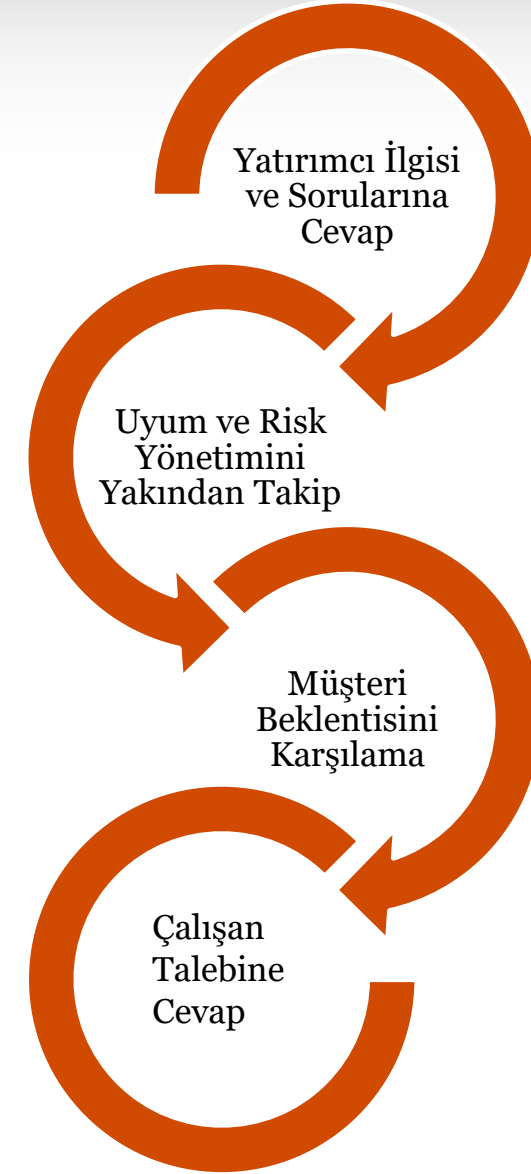 Yatırımcı İlgisi
ve Sorularına
Cevap
Uyum ve Risk
Yönetimini
Yakından Takip
Müşteri
Beklentisini
Karşılama
Çalışan
Talebine
Cevap